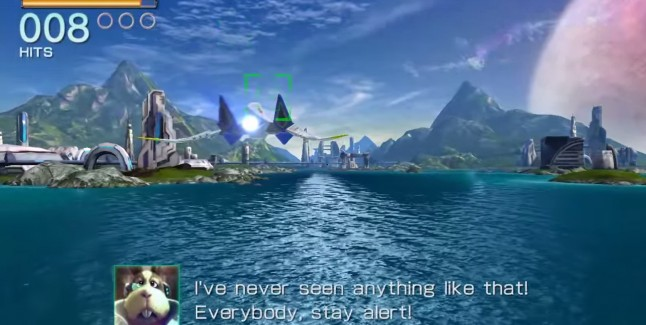 008
HITS
I've never seen anything like that!
Everybody, stay alert!